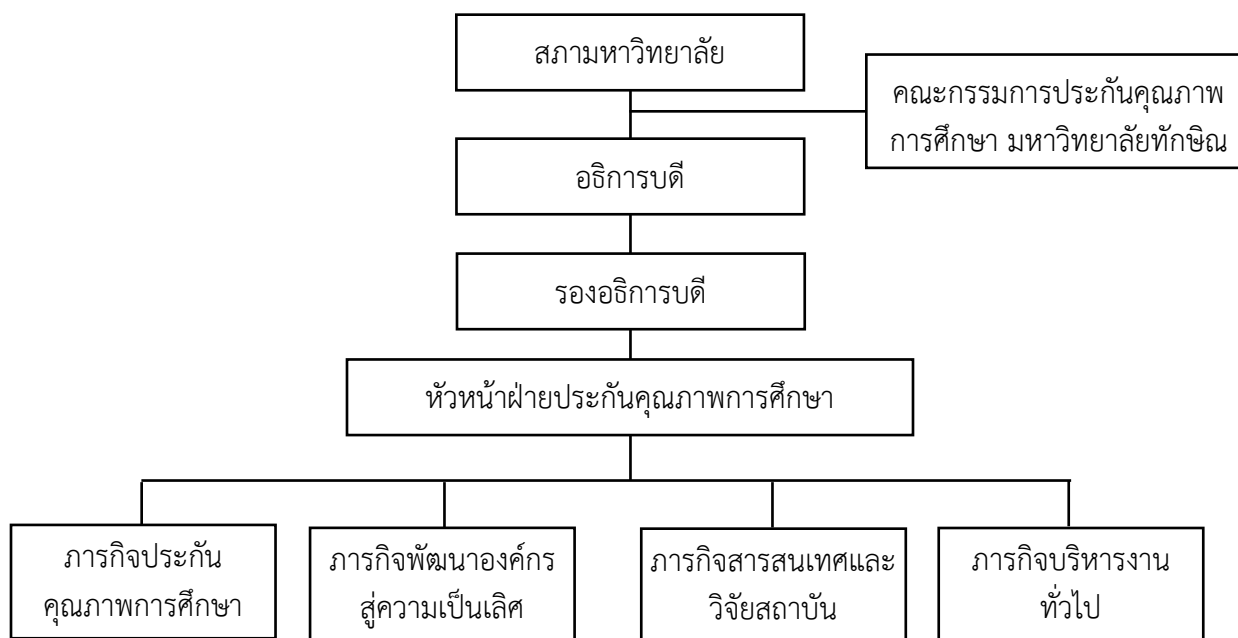 สภามหาวิทยาลัย
คณะกรรมการประกันคุณภาพ
การศึกษา มหาวิทยาลัยทักษิณ
อธิการบดี
รองอธิการบดี
หัวหน้าฝ่ายประกันคุณภาพการศึกษา
ภารกิจประกัน
คุณภาพการศึกษา
ภารกิจพัฒนาองค์กร
สู่ความเป็นเลิศ
ภารกิจสารสนเทศและ
วิจัยสถาบัน
ภารกิจบริหารงาน
ทั่วไป